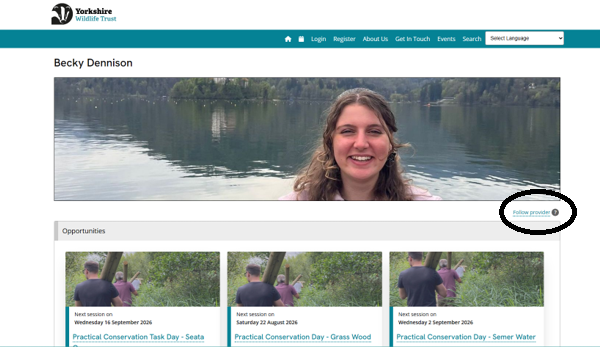 Yorkshire
Wildlife Trust
Login Register About Us Get In Touch Events Search Select Language
Becky Dennison
Follow provider ?
Opportunities
Next session on
Wednesday 16 September 2026
Practical Conservation Task Day - Seata
Next session on
Saturday 22 August 2026
Practical Conservation Day - Grass Wood
Next session on
Wednesday 2 September 2026
Practical Conservation Day - Semer Water